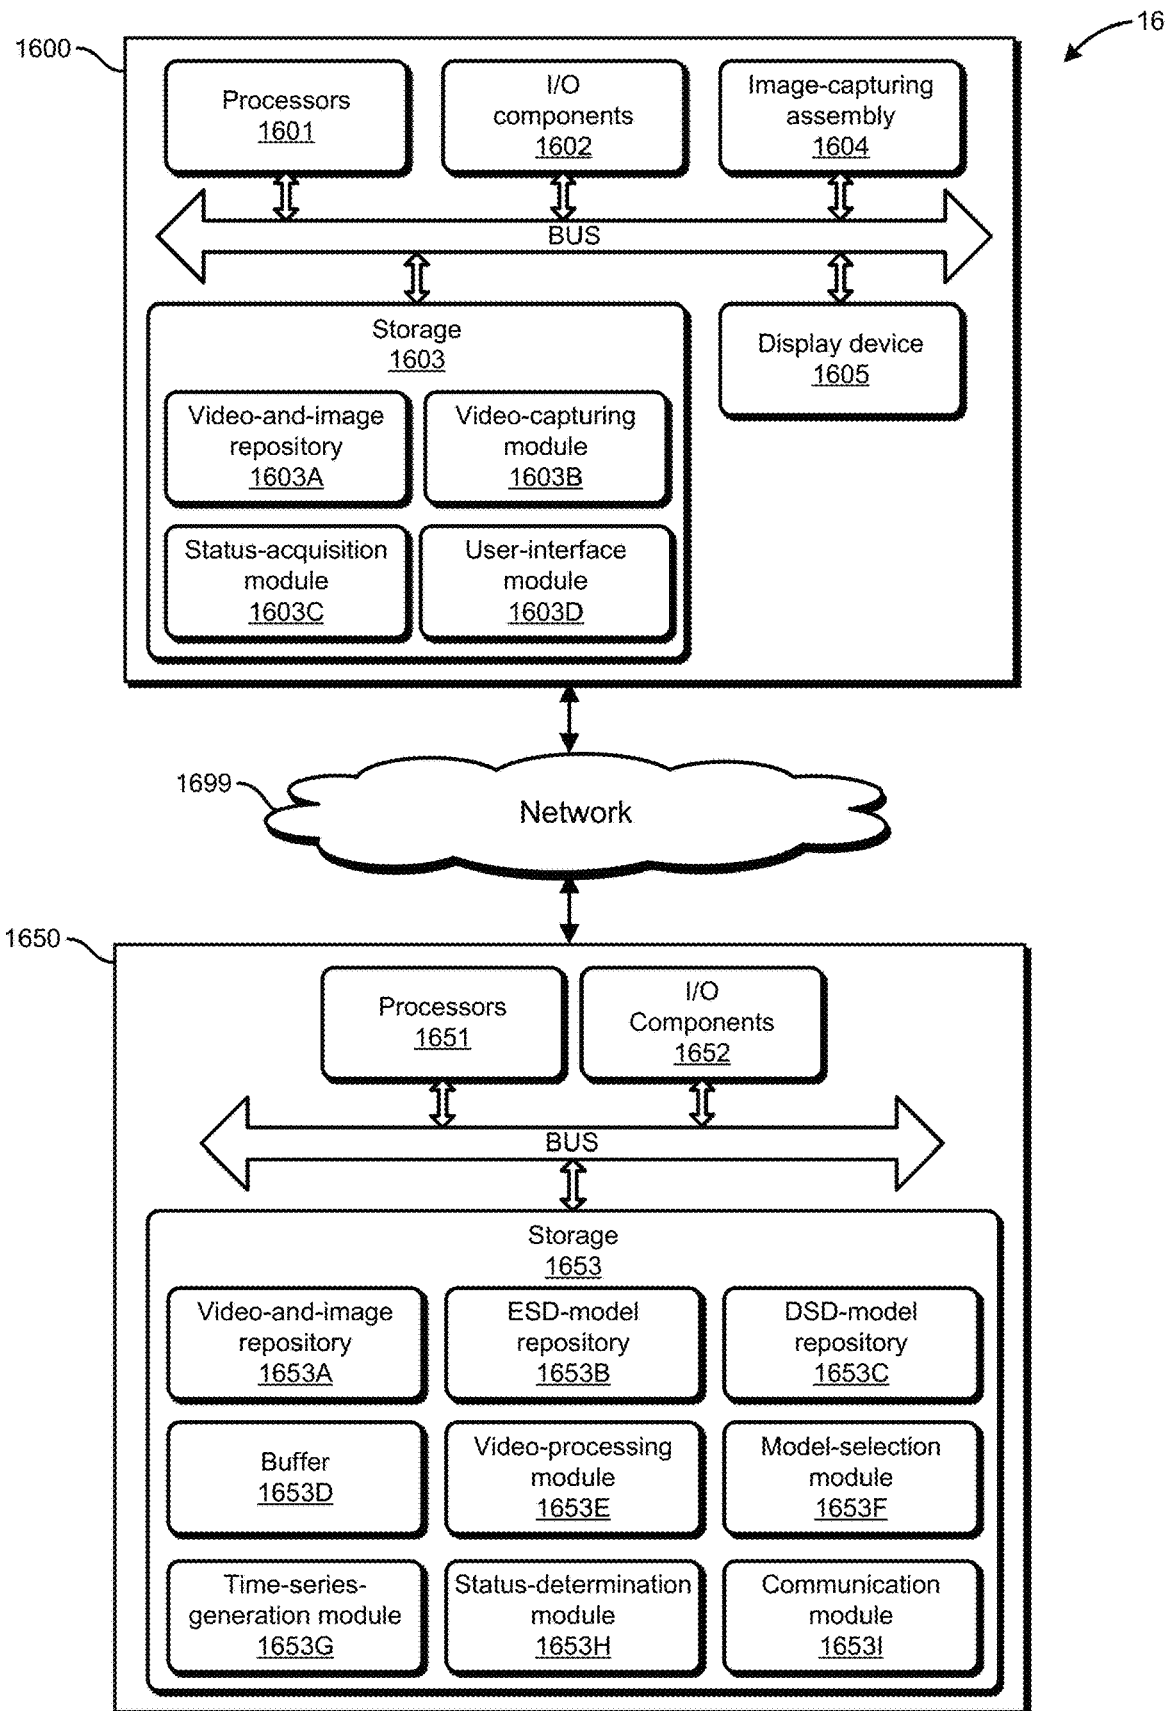 16
1600
Processors
1601
I/O
components
1602
Image-capturing
assembly
1604
BUS
Storage
1603
Display device
1605
Video-and-image
repository
1603A
Video-capturing
module
1603B
Status-acquisition
module
1603C
User-interface
module
1603D
1699
Network
1650
Processors
1651
I/O
Components
1652
BUS
Storage
1653
Video-and-image
repository
1653A
ESD-model
repository
1653B
DSD-model
repository
1653C
Buffer
1653D
Video-processing
module
1653E
Model-selection
module
1653F
Time-series-
generation module
1653G
Status-determination
module
1653H
Communication
module
1653I